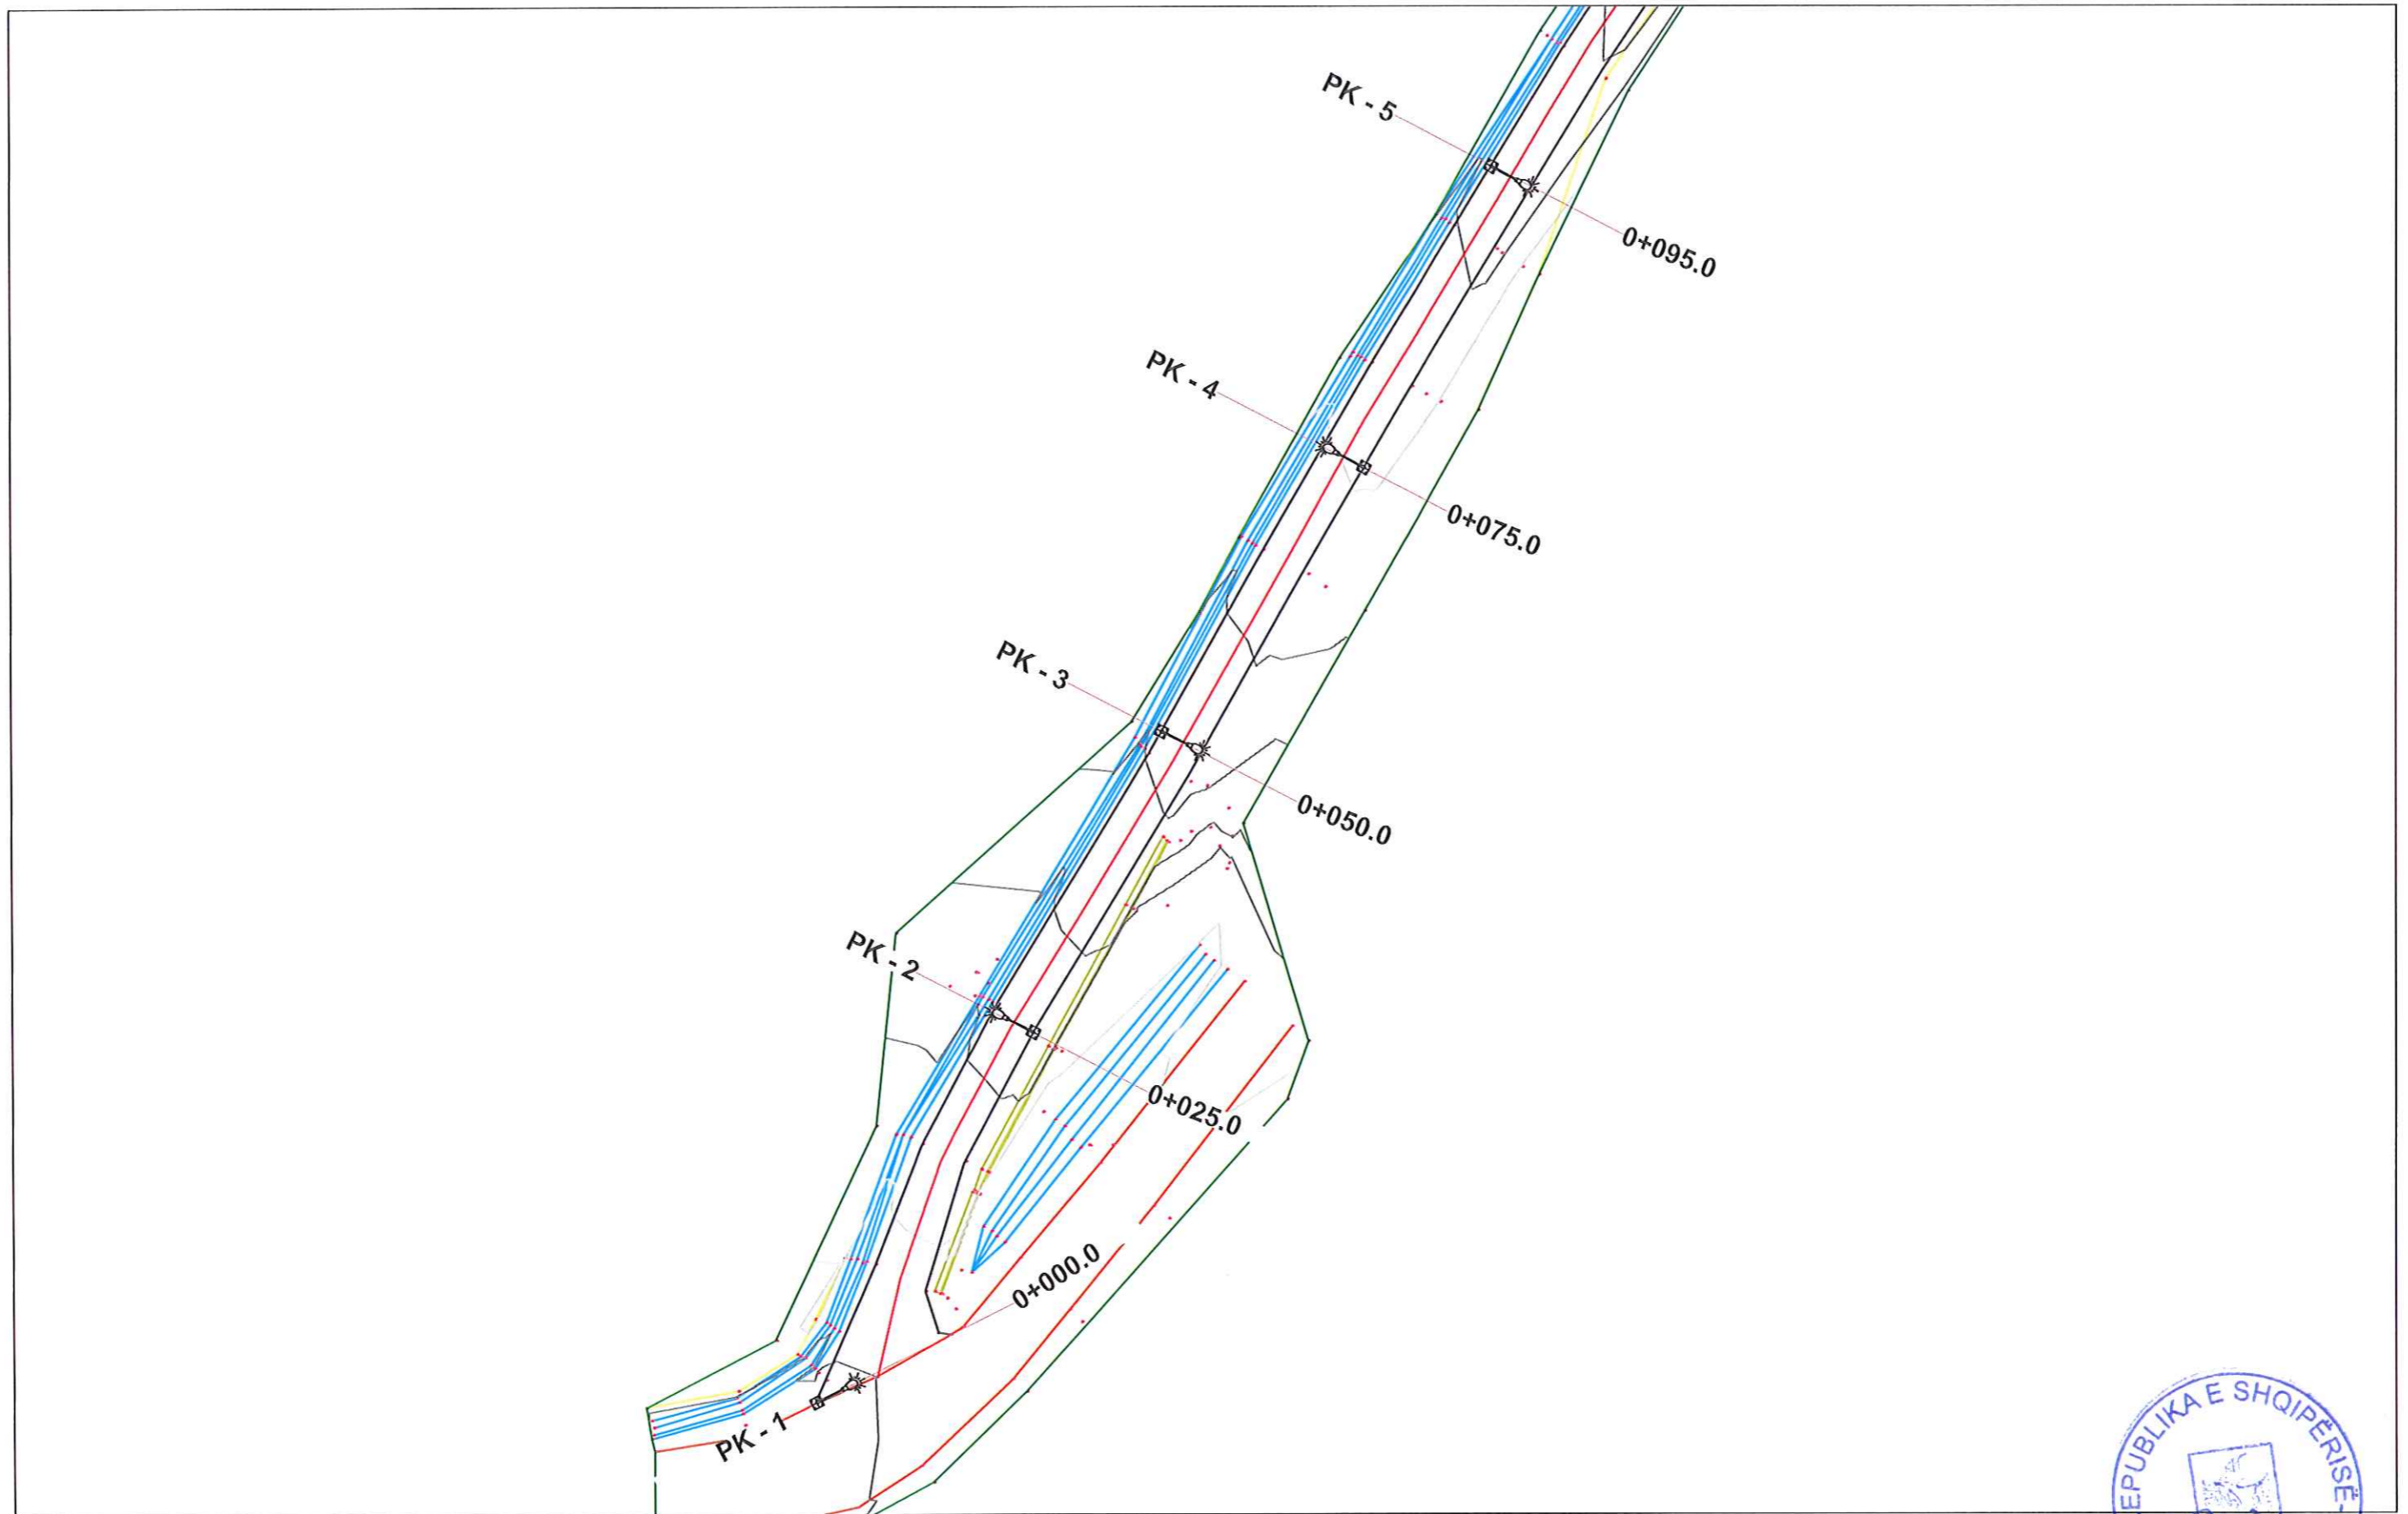 PK - 5
0+095.0
PK - 4
0+075.0
PK - 3
0+050.0
PK - 2
0+025.0
0+000.0
PK - 1
EPUBLIKA E SHQIPËRISË-